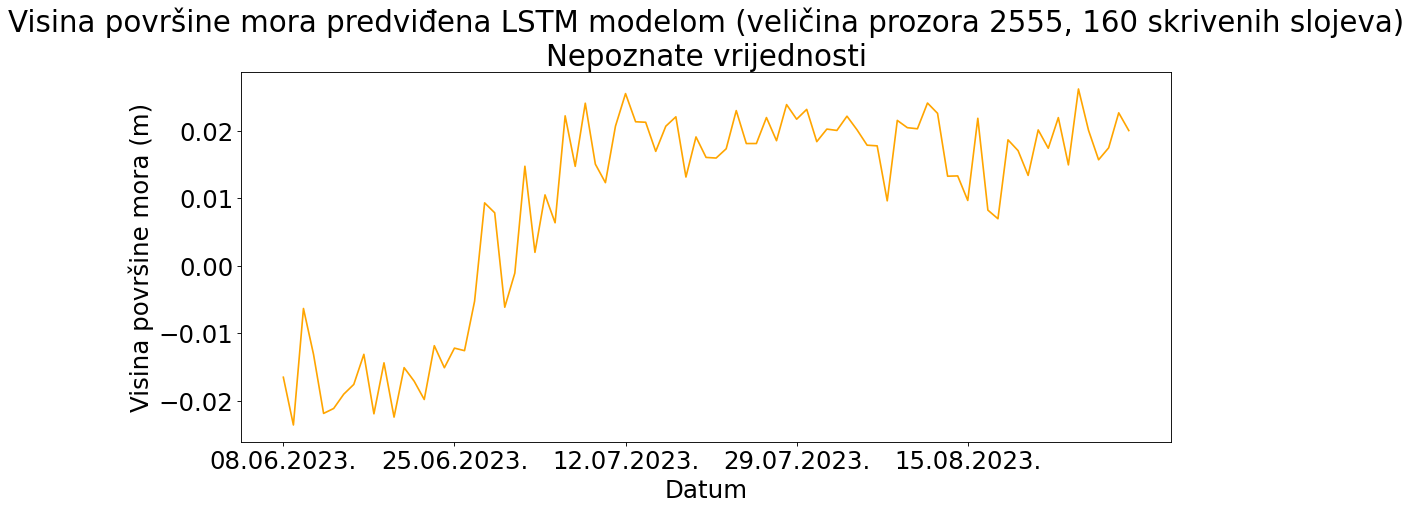 Visina površine mora predviđena LSTM modelom (veličina prozora 2555, 160 skrivenih slojeva)
Nepoznate vrijednosti
Visina površine mora (m)
0.02
0.01
0.00
−0.01
−0.02
08.06.2023. 25.06.2023. 12.07.2023. 29.07.2023. 15.08.2023.
Datum